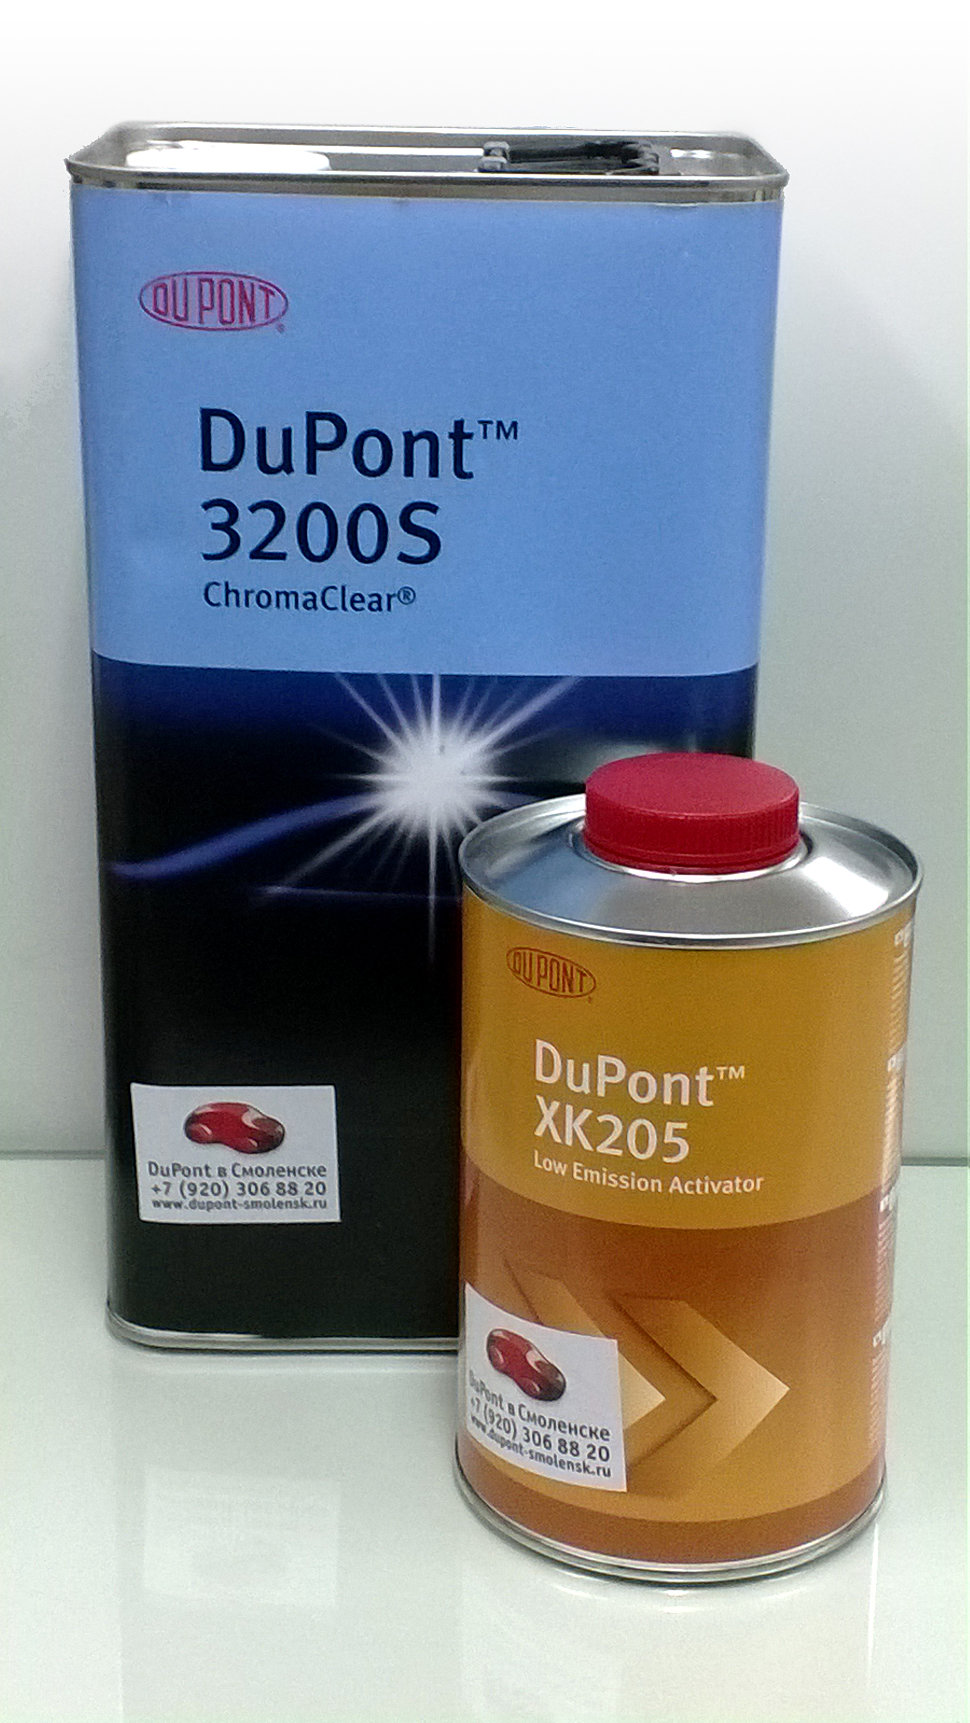 DU PONT®
DuPont™
3200S
ChromaClear®
DuPont в Смоленске
+7 (920) 306 88 20
www.dupont-smolensk.ru
DU PONT®
DuPont™
XK205
Low Emission Activator
DuPont в Смоленске
+7 (920) 306 88 20
www.dupont-smolensk.ru